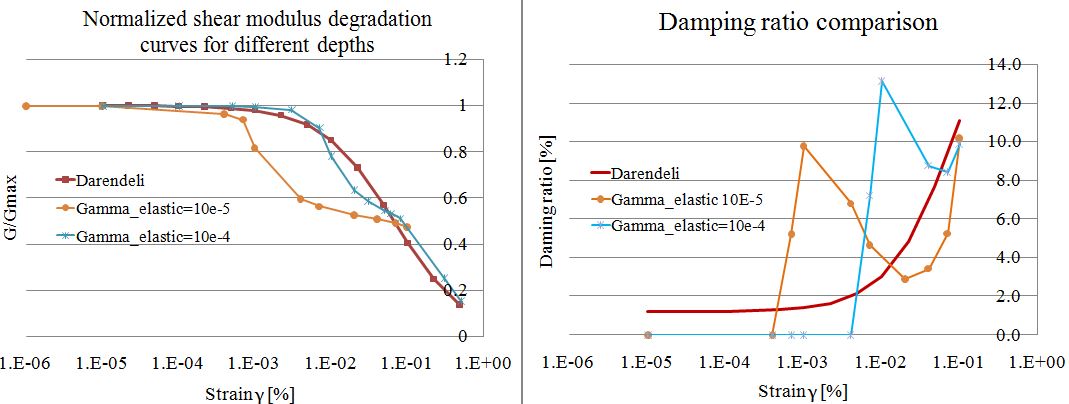 Normalized shear modulus degradation
curves for different depths
1.2
1
0.8
0.6
0.4
0.2
0
G/Gmax
Darendeli
Gamma_elastic=10e-5
Gamma_elastic=10e-4
1.E-06 1.E-05 1.E-04 1.E-03 1.E-02 1.E-01 1.E+00
Strain γ [%]
Damping ratio comparison
14.0
12.0
10.0
8.0
6.0
4.0
2.0
0.0
Daming ratio [%]
Darendeli
Gamma_elastic 10E-5
Gamma_elastic=10e-4
1.E-06 1.E-05 1.E-04 1.E-03 1.E-02 1.E-01 1.E+00
Strain γ [%]